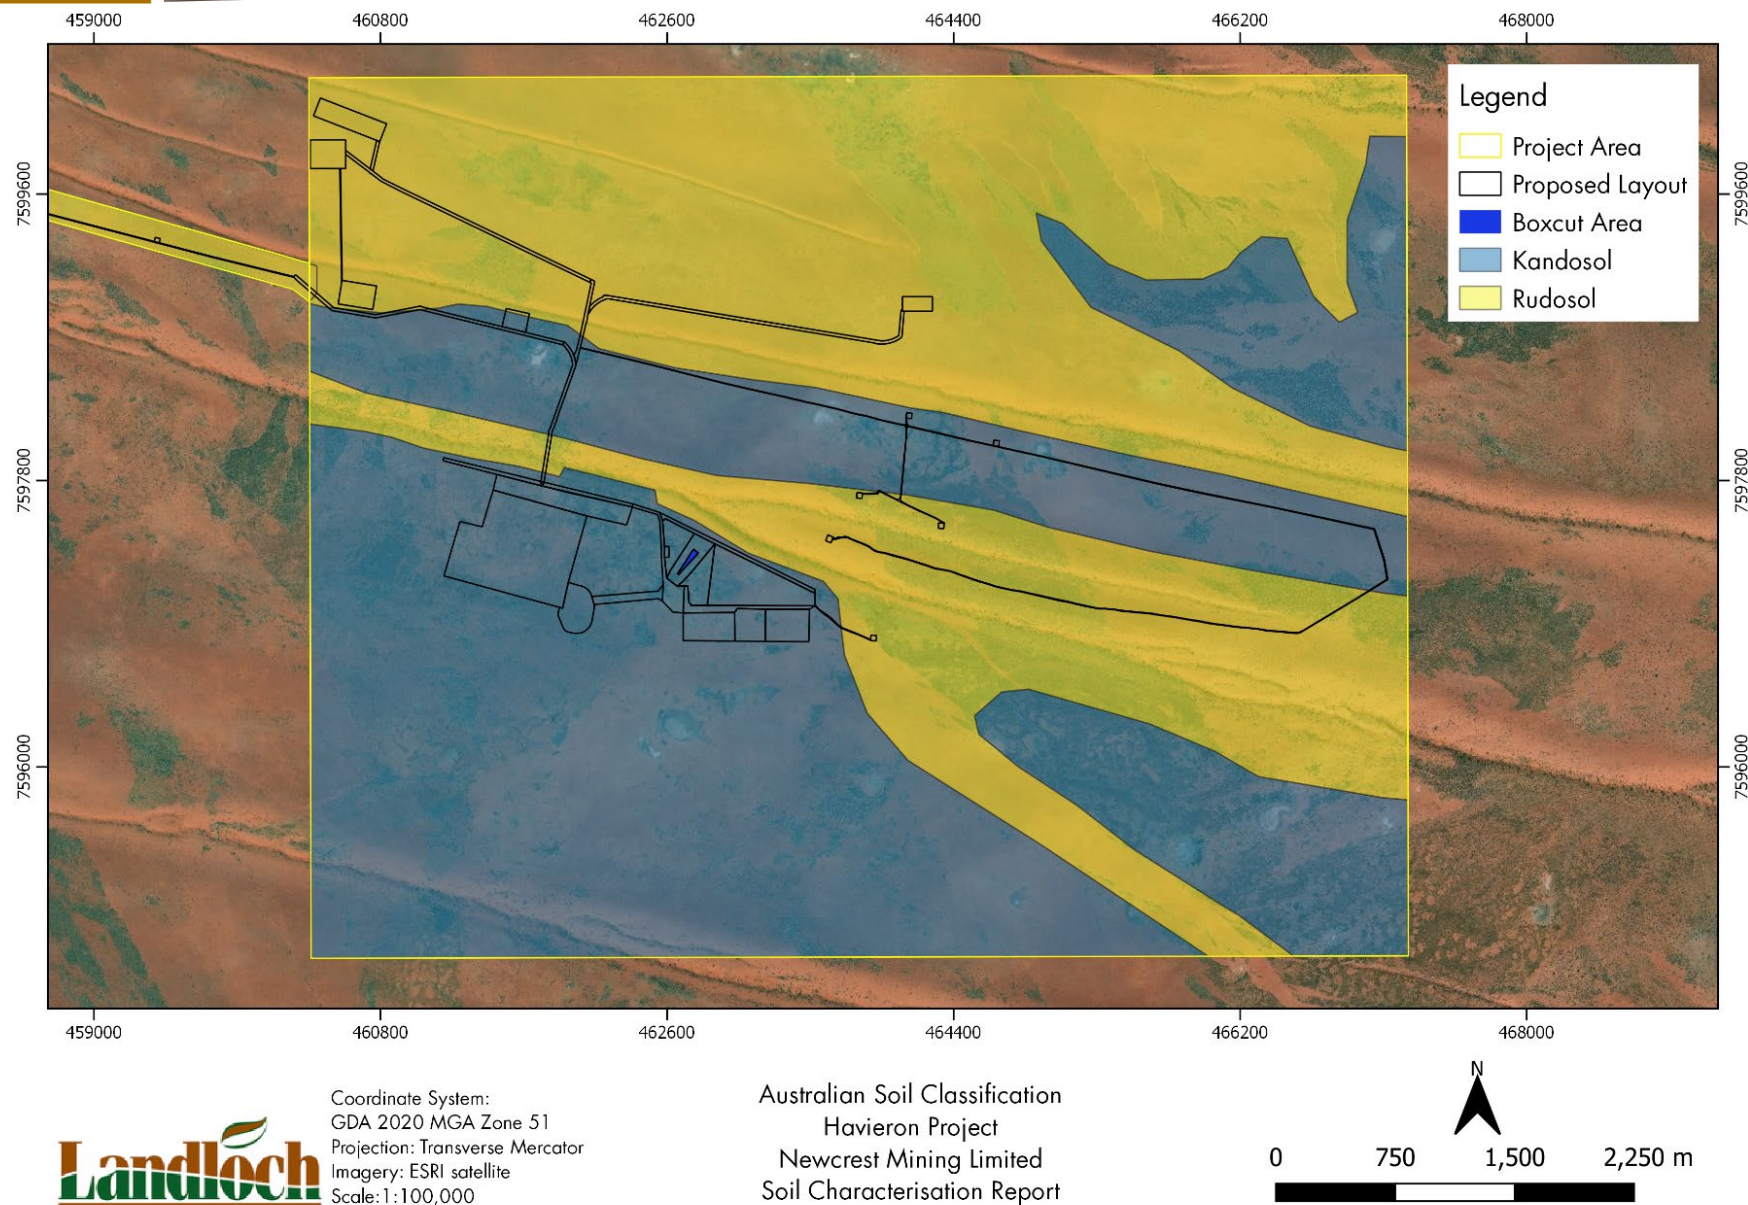 459000 460800 462600 464400 466200 468000
7599600
7597800
7596000
7599600
7597800
7596000
Legend
Project Area
Proposed Layout
Boxcut Area
Kandosol
Rudosol
459000 460800 462600 464400 466200 468000
Landloch
Coordinate System:
GDA 2020 MGA Zone 51
Projection: Transverse Mercator
Imagery: ESRI satellite
Scale:1:100,000
Australian Soil Classification
Havieron Project
Newcrest Mining Limited
Soil Characterisation Report
N
0 750 1,500 2,250 m